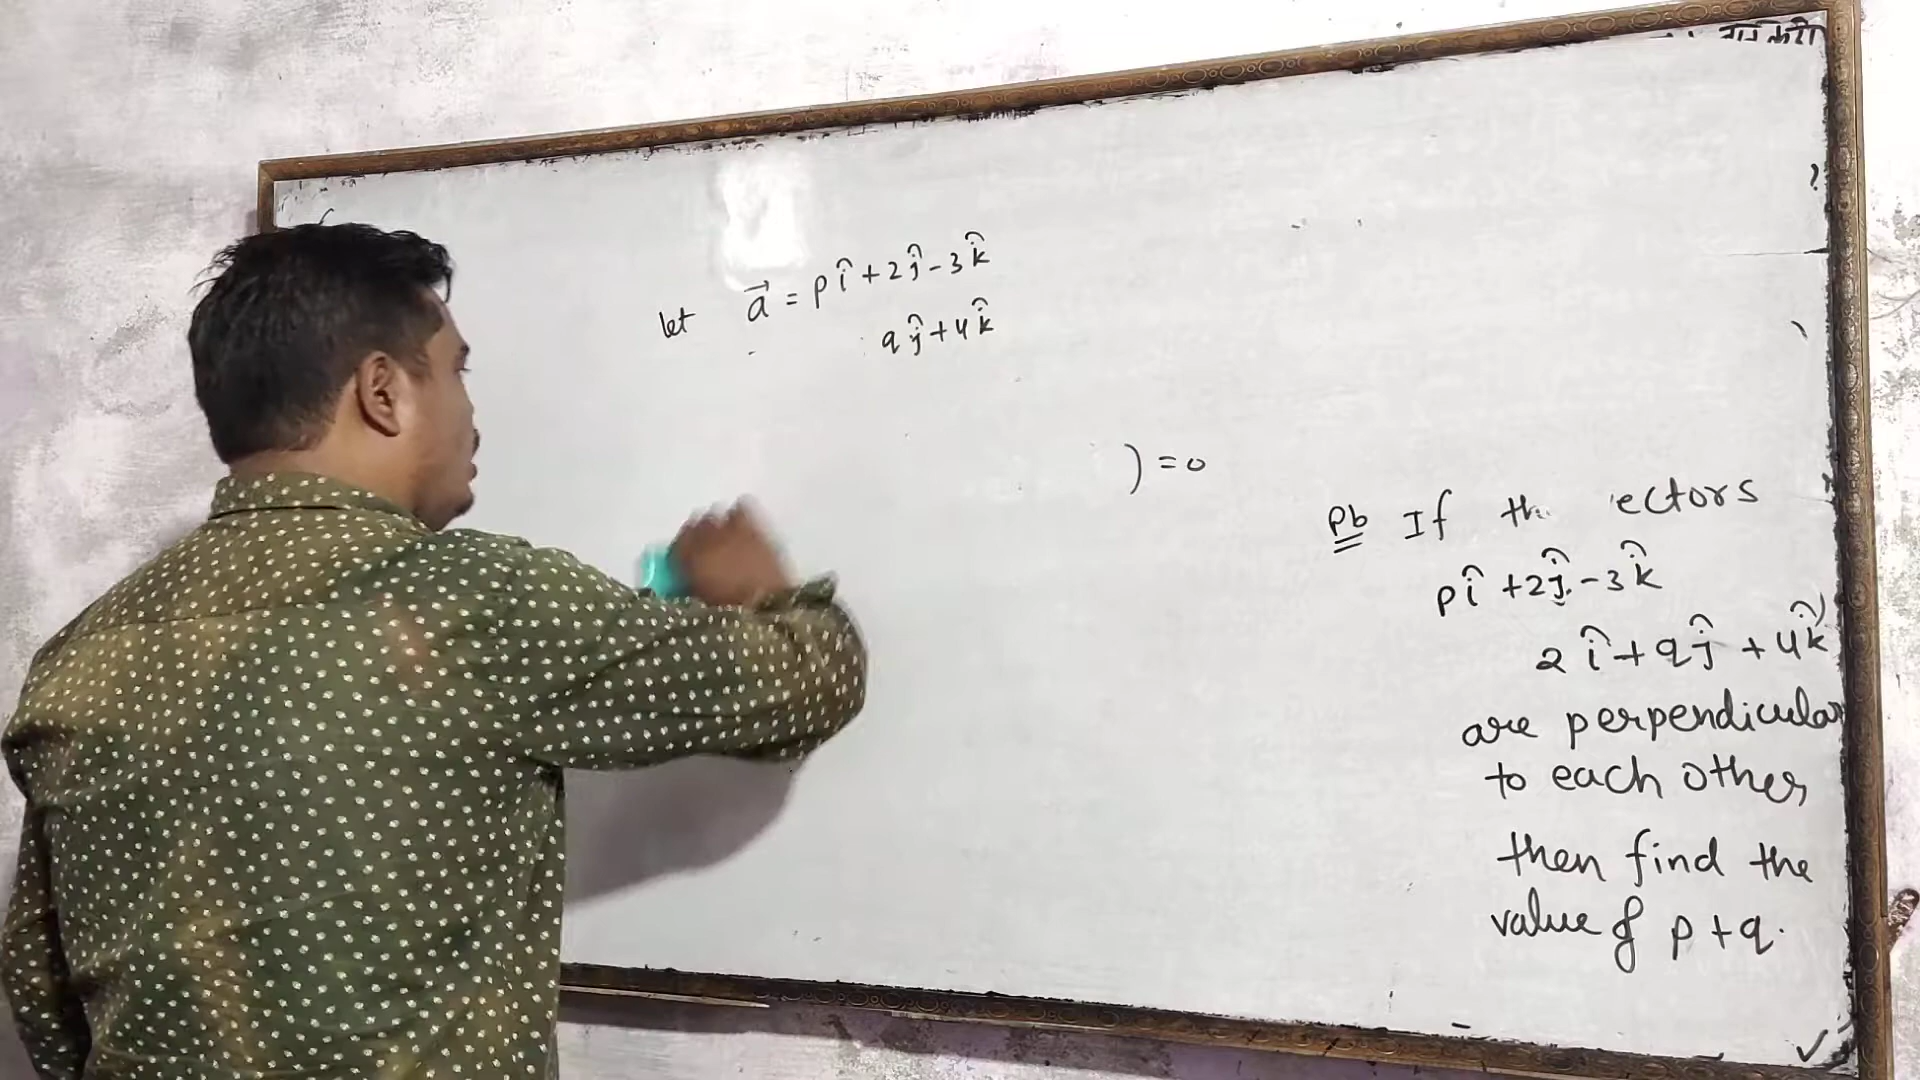 let a⃗ = pî + 2ĵ - 3k̂
qĵ + 4k̂
) = 0
Pb If th ectors
pî + 2ĵ - 3k̂
2î + qĵ + 4k̂
are perpendicular
to each other,
then find the
value of p + q.